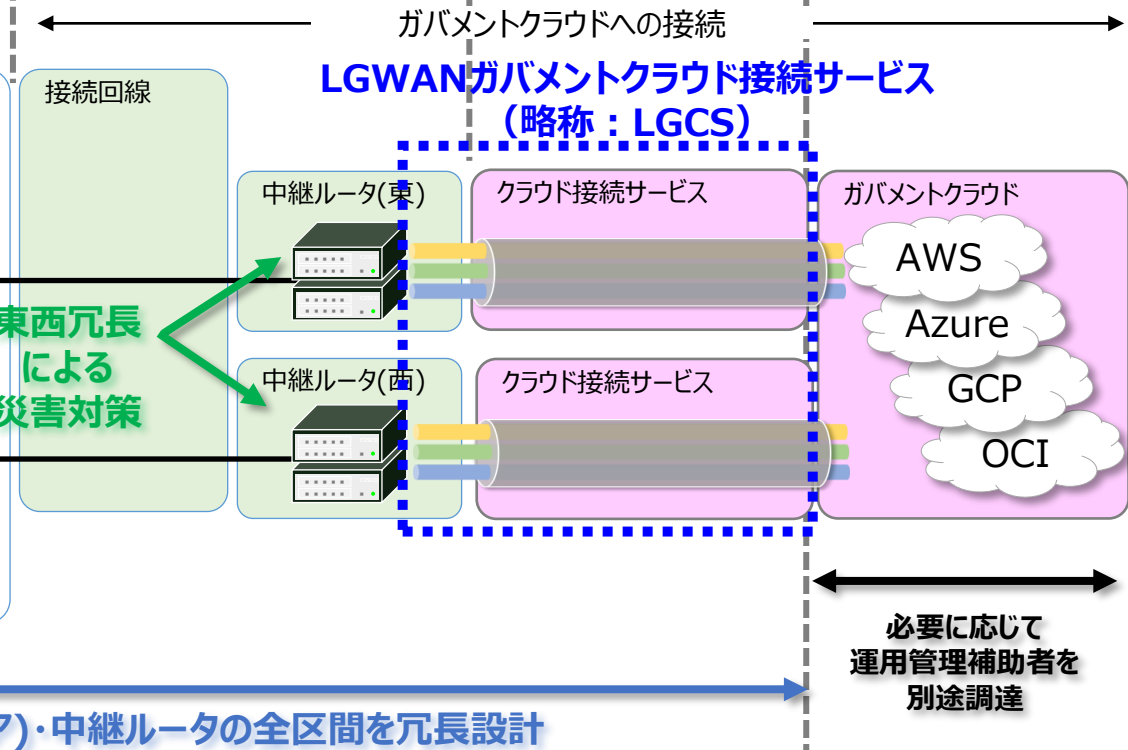 ガバメントクラウドへの接続
LGWANガバメントクラウド接続サービス
（略称：LGCS）
接続回線
中継ルータ(東)
クラウド接続サービス
ガバメントクラウド
AWS
Azure
GCP
OCI
東西冗長
による
災害対策
中継ルータ(西)
クラウド接続サービス
必要に応じて
運用管理補助者を
別途調達
ア)・中継ルータの全区間を冗長設計